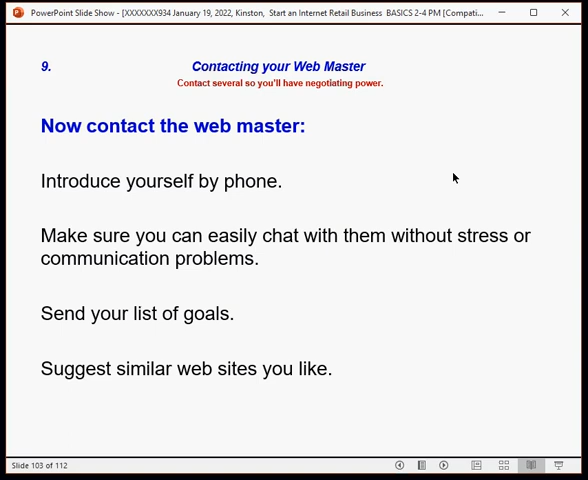 PowerPoint Slide Show - [XXXXXXX934 January 19, 2022, Kinston, Start an Internet Retail Business BASICS 2-4 PM [Compati...
9. Contacting your Web Master
Contact several so you'll have negotiating power.
Now contact the web master:
Introduce yourself by phone.
Make sure you can easily chat with them without stress or
communication problems.
Send your list of goals.
Suggest similar web sites you like.
Slide 103 of 112